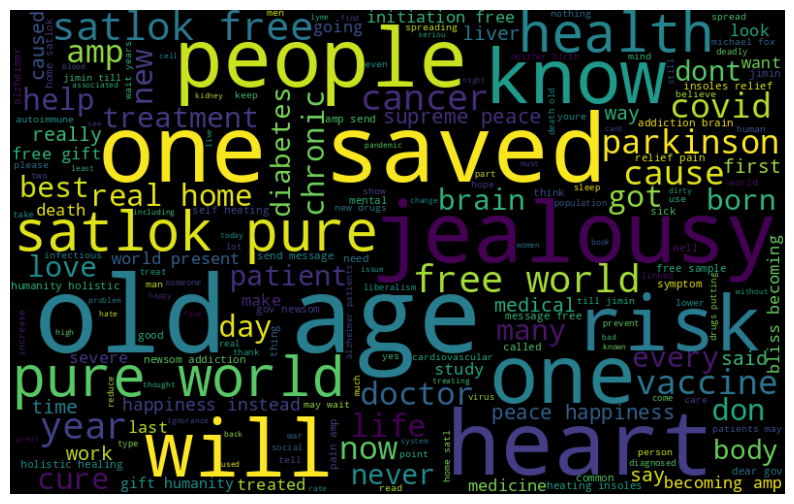 satlok free
people
know
health
initiation free
liver
look
amp
new
caused
going
spreading
spread
nothing
michael fox
deadly
jimin till
home satlok
alzheimer
men
wait years
cell
blood
associated
kidney
keep
even
lyme
find
help
treatment
cancer
supreme peace
dont
want
jimin
covid
way
insoles relief
believe
mind
death old
youre
autoimmune
really
free gift
please
two
one saved
diabetes
chronic
amp send
pandemic
parkinson
addiction brain
human
relief pain
cause
first
best
real home
death
self heating
mental
show
hope
part
think
sleep
brain
got
born
dirty
use
sick
world
population
must
cant
take
including
satlok pure
new drugs
change
jealousy
infectious
today
lot
world present
send message
need
women
book
well
linked
love
humanity holistic
treat
man
someone
patient
issue
liberalism
free world
free sample
symptom
bliss becoming
old age
risk
problem
happy
make
gov newsom
day
alzheimer patients
medical
message free
till jimin
lower
drugs putting
without
increase
high
hate
good
real
face
thing
many
prevent
bad
known
called
every
said
severe
newsom addiction
thank
yes
cardiovascular
study
treating
pure world
one
vaccine
doctor
time
thought
reduce
happiness instead
may wait
much
virus
peace happiness
come
care
patients may
don
year
last
will
life
heart
body
work
type
ignorance
back
war
social
tell
system
point
now
never
pain amp
home satl
person
diagnosed
say
dear gov
becoming amp
cure
great
holistic healing
gift humanity
treated
used
rate
read
medicine
common
heating insoles